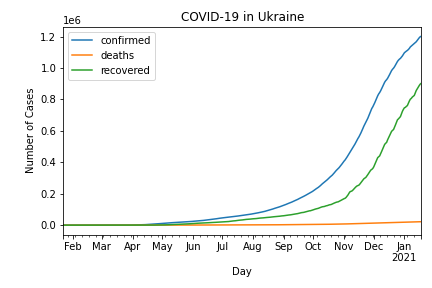 COVID-19 in Ukraine
1e6
confirmed
deaths
recovered
1.2
1.0
0.8
0.6
0.4
0.2
0.0
Number of Cases
Feb Mar Apr May Jun Jul Aug Sep Oct Nov Dec Jan
2021
Day